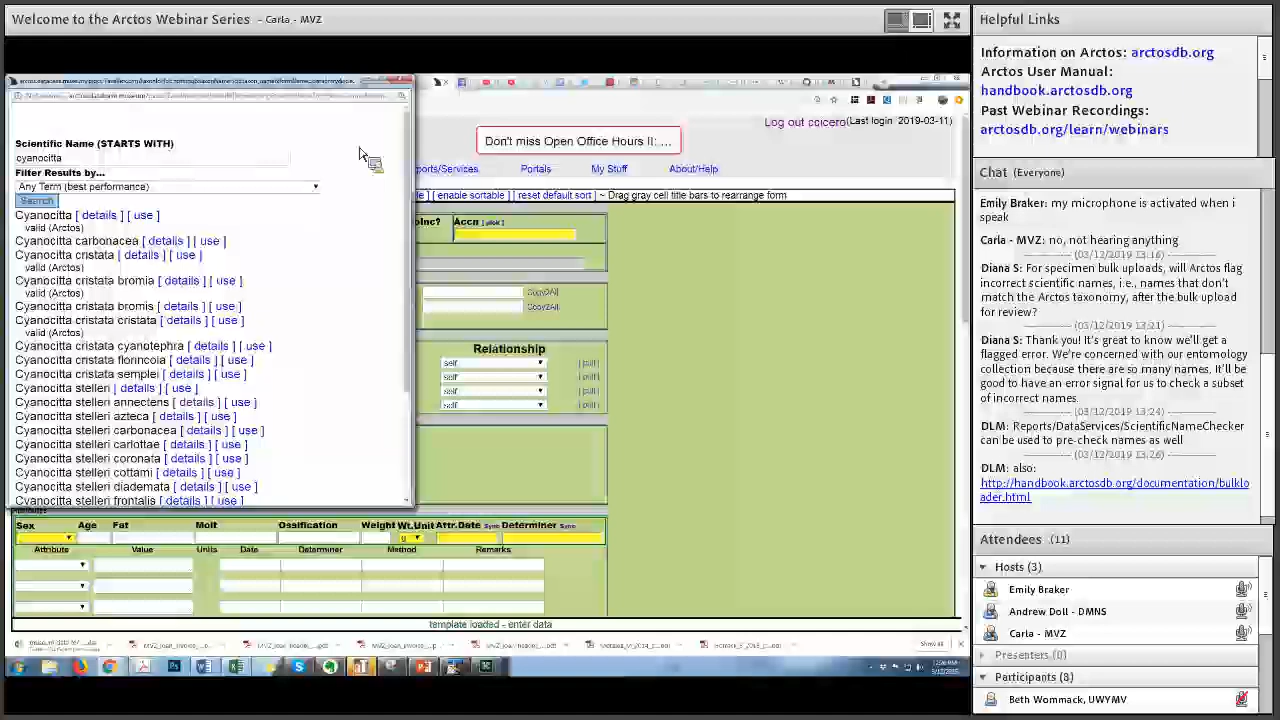 Welcome to the Arctos Webinar Series - Carla - MVZ
Scientific Name (STARTS WITH)
cyanocitta
Filter Results by...
Any Term (best performance)
Search
Cyanocitta [ details ] [ use ]
valid (Arctos)
Cyanocitta carbonacea [ details ] [ use ]
Cyanocitta cristata [ details ] [ use ]
valid (Arctos)
Cyanocitta cristata bromia [ details ] [ use ]
valid (Arctos)
Cyanocitta cristata bromis [ details ] [ use ]
Cyanocitta cristata cristata [ details ] [ use ]
valid (Arctos)
Cyanocitta cristata cyanotephra [ details ] [ use ]
Cyanocitta cristata florincoia [ details ] [ use ]
Cyanocitta cristata semplei [ details ] [ use ]
Cyanocitta stelleri [ details ] [ use ]
Cyanocitta stelleri annectens [ details ] [ use ]
Cyanocitta stelleri azteca [ details ] [ use ]
Cyanocitta stelleri carbonacea [ details ] [ use ]
Cyanocitta stelleri carlottae [ details ] [ use ]
Cyanocitta stelleri coronata [ details ] [ use ]
Cyanocitta stelleri cottami [ details ] [ use ]
Cyanocitta stelleri diademata [ details ] [ use ]
Cyanocitta stelleri frontalis [ details ] [ use ]
Log out ccicero (Last login 2019-03-11)
Don't miss Open Office Hours II: ...
ports/Services Portals My Stuff About/Help
[ enable sortable ] [ reset default sort ] ~ Drag gray cell title bars to rearrange form
Inc? Accn [ pick ]
Copy2All
Copy2All
Relationship
self [ pull ]
self [ pull ]
self [ pull ]
self [ pull ]
Sex Age Fat Molt Ossification Weight Wt.Unit Attr.Date Sync Determiner Sync
g
Attribute Value Units Date Determiner Method Remarks
template loaded - enter data
Show all
Helpful Links
Information on Arctos: arctosdb.org
Arctos User Manual:
handbook.arctosdb.org
Past Webinar Recordings:
arctosdb.org/learn/webinars
Chat (Everyone)
Emily Braker: my microphone is activated when i
speak
Carla - MVZ: no, not hearing anything
(03/12/2019 13:16)
Diana S: For specimen bulk uploads, will Arctos flag
incorrect scientific names, i.e., names that don't
match the Arctos taxonomy, after the bulk upload
for review?
(03/12/2019 13:21)
Diana S: Thank you! It's great to know we'll get a
flagged error. We're concerned with our entomology
collection because there are so many names. It'll
be good to have an error signal for us to check a subset
of incorrect names.
(03/12/2019 13:24)
DLM: Reports/DataServices/ScientificNameChecker
can be used to pre-check names as well
(03/12/2019 13:26)
DLM: also:
http://handbook.arctosdb.org/documentation/bulklo
ader.html
Attendees (11)
Hosts (3)
Emily Braker
Andrew Doll - DMNS
Carla - MVZ
Presenters (0)
Participants (8)
Beth Wommack, UWYMV